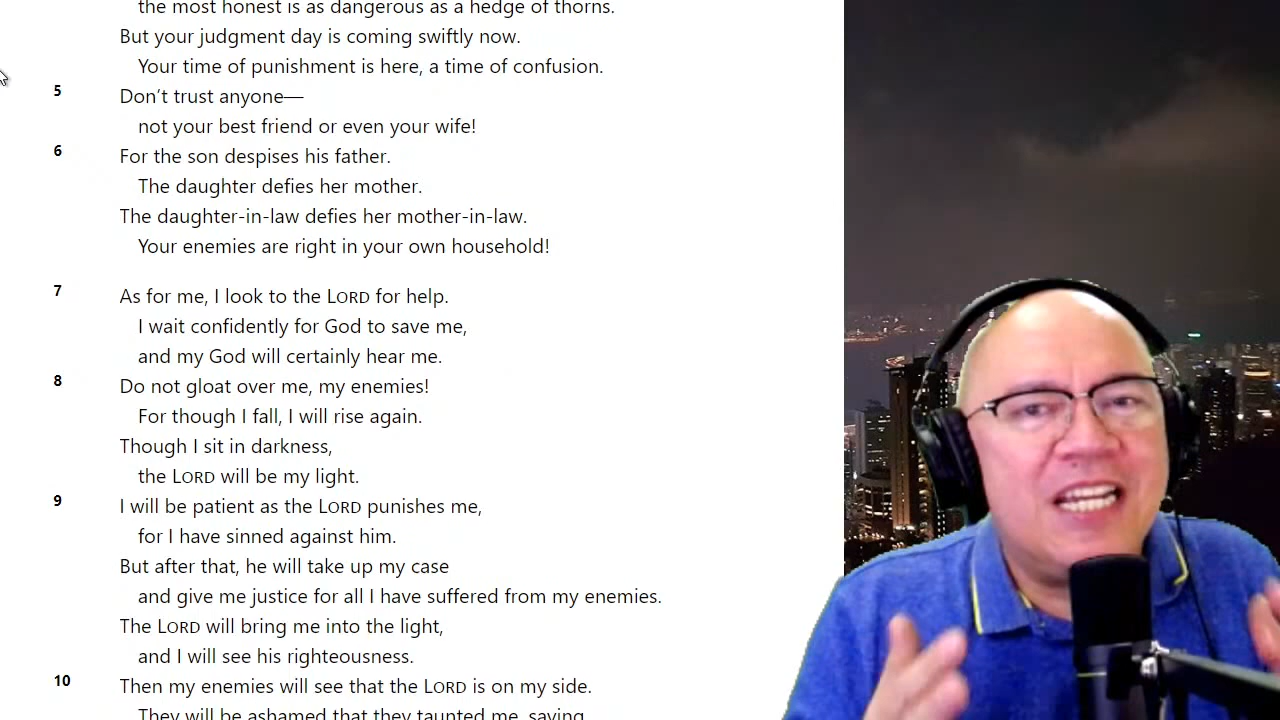 the most honest is as dangerous as a hedge of thorns.
But your judgment day is coming swiftly now.
Your time of punishment is here, a time of confusion.
5 Don’t trust anyone—
not your best friend or even your wife!
6 For the son despises his father.
The daughter defies her mother.
The daughter-in-law defies her mother-in-law.
Your enemies are right in your own household!
7 As for me, I look to the LORD for help.
I wait confidently for God to save me,
and my God will certainly hear me.
8 Do not gloat over me, my enemies!
For though I fall, I will rise again.
Though I sit in darkness,
the LORD will be my light.
9 I will be patient as the LORD punishes me,
for I have sinned against him.
But after that, he will take up my case
and give me justice for all I have suffered from my enemies.
The LORD will bring me into the light,
and I will see his righteousness.
10 Then my enemies will see that the LORD is on my side.
They will be ashamed that they taunted me, saying